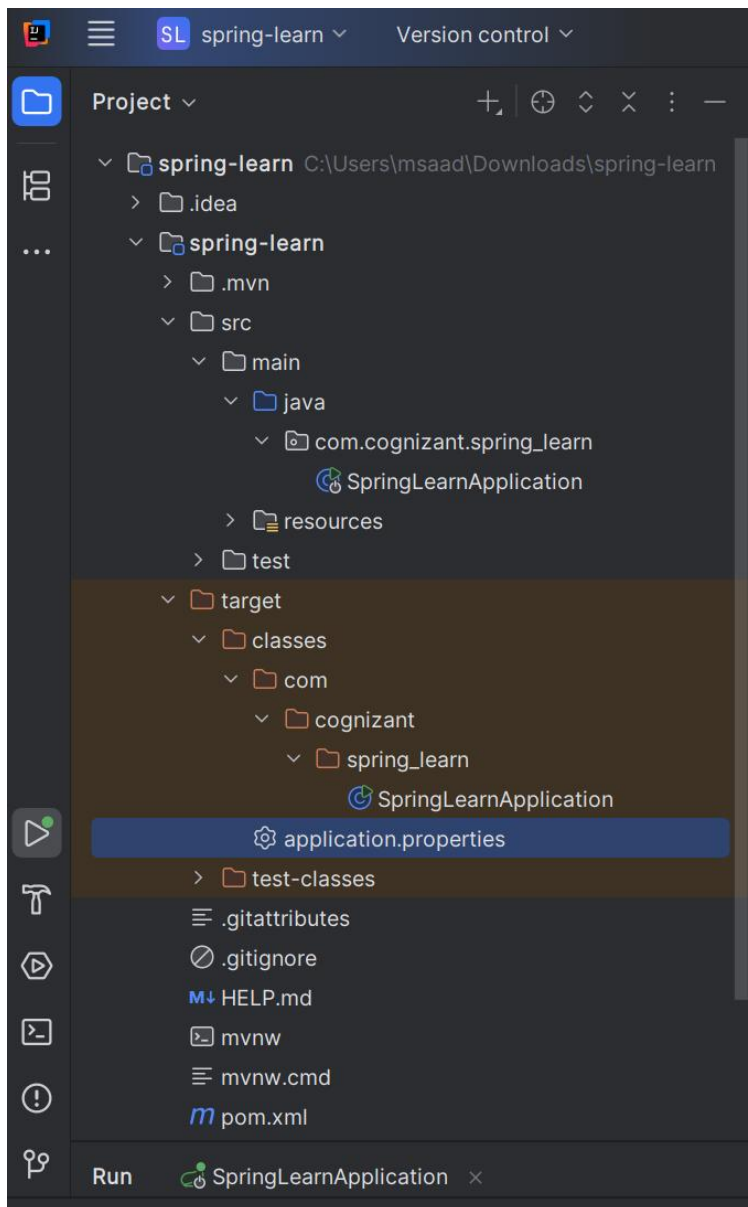 SL spring-learn Version control
Project
spring-learn C:\Users\msaad\Downloads\spring-learn
.idea
spring-learn
.mvn
src
main
java
com.cognizant.spring_learn
SpringLearnApplication
resources
test
target
classes
com
cognizant
spring_learn
SpringLearnApplication
application.properties
test-classes
.gitattributes
.gitignore
M↓ HELP.md
mvnw
mvnw.cmd
m pom.xml
Run SpringLearnApplication